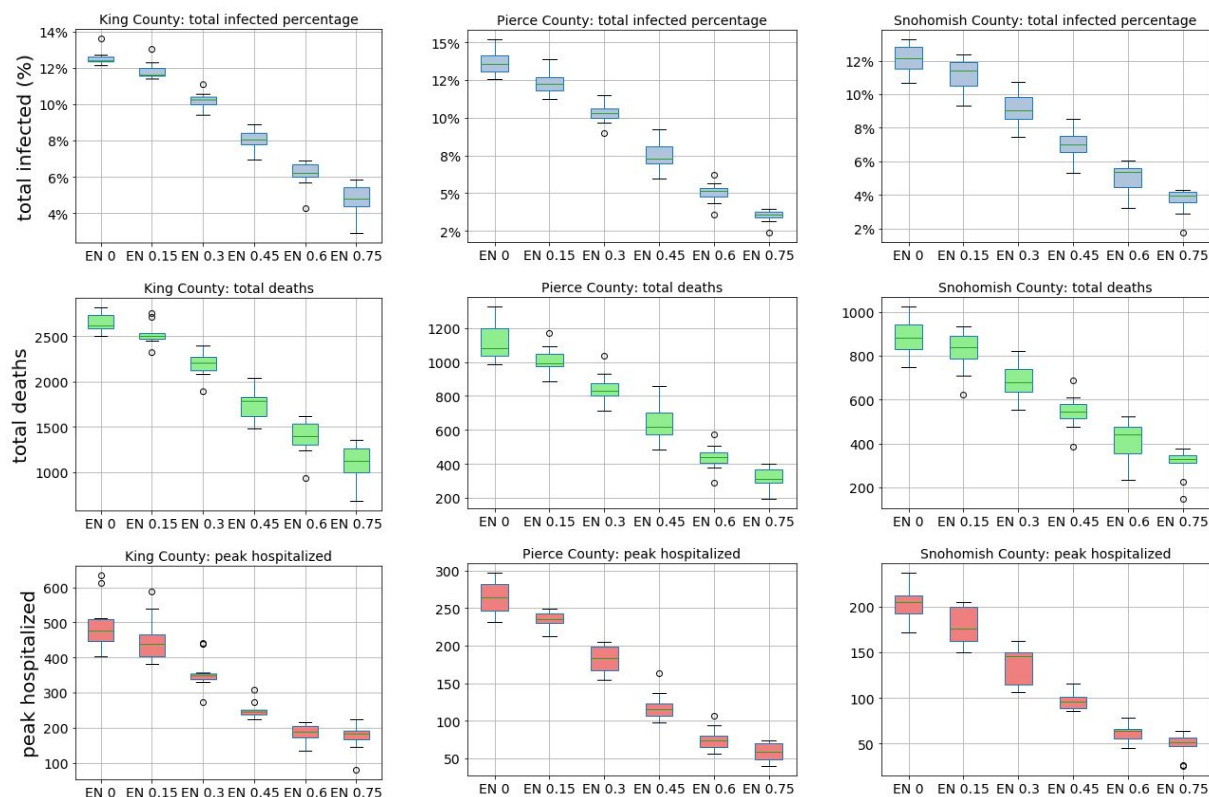 King County: total infected percentage
Pierce County: total infected percentage
Snohomish County: total infected percentage
total infected (%)
14%
12%
10%
8%
6%
4%
EN 0 EN 0.15 EN 0.3 EN 0.45 EN 0.6 EN 0.75
15%
12%
10%
8%
5%
2%
EN 0 EN 0.15 EN 0.3 EN 0.45 EN 0.6 EN 0.75
12%
10%
8%
6%
4%
2%
EN 0 EN 0.15 EN 0.3 EN 0.45 EN 0.6 EN 0.75
King County: total deaths
Pierce County: total deaths
Snohomish County: total deaths
total deaths
2500
2000
1500
1000
EN 0 EN 0.15 EN 0.3 EN 0.45 EN 0.6 EN 0.75
1200
1000
800
600
400
200
EN 0 EN 0.15 EN 0.3 EN 0.45 EN 0.6 EN 0.75
1000
800
600
400
200
EN 0 EN 0.15 EN 0.3 EN 0.45 EN 0.6 EN 0.75
King County: peak hospitalized
Pierce County: peak hospitalized
Snohomish County: peak hospitalized
peak hospitalized
600
500
400
300
200
100
EN 0 EN 0.15 EN 0.3 EN 0.45 EN 0.6 EN 0.75
300
250
200
150
100
50
EN 0 EN 0.15 EN 0.3 EN 0.45 EN 0.6 EN 0.75
200
150
100
50
EN 0 EN 0.15 EN 0.3 EN 0.45 EN 0.6 EN 0.75